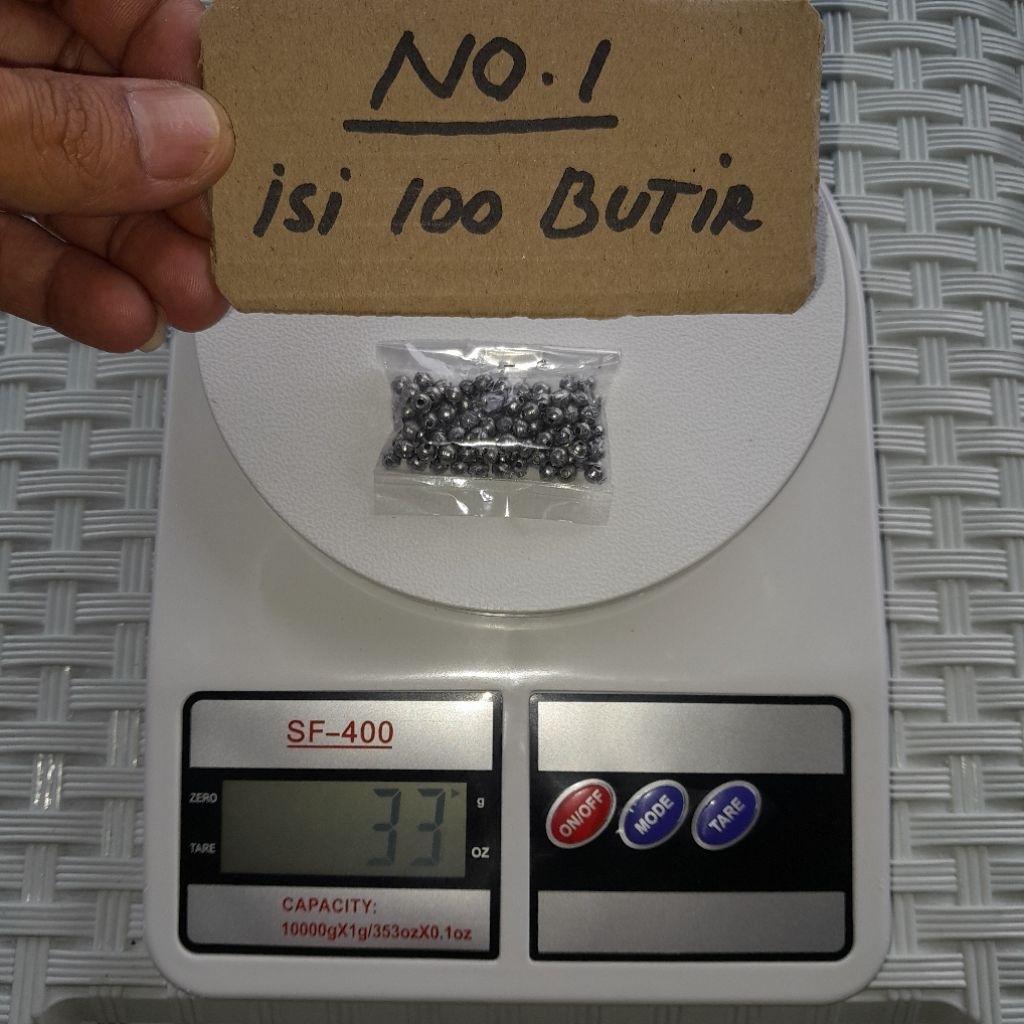 NO.1
isi 100 BUTiR
SF-400
ZERO
33
g
TARE
OZ
CAPACITY:
10000gX1g/353ozX0.1oz
ON/OFF
MODE
TARE